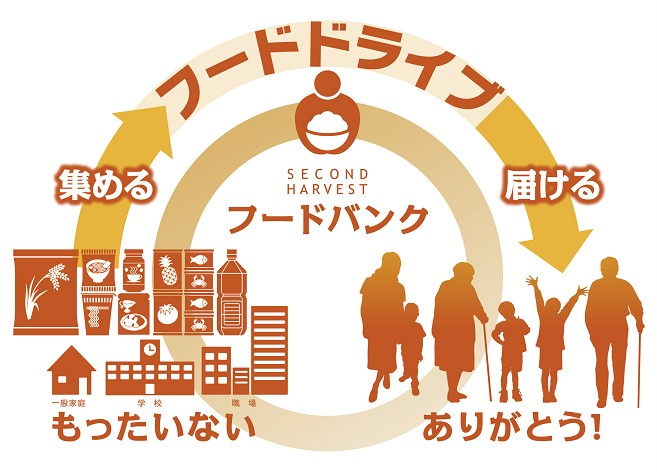 フードドライブ
SECOND
HARVEST
フードバンク
集める
届ける
一般家庭
学校
職場
もったいない
ありがとう!